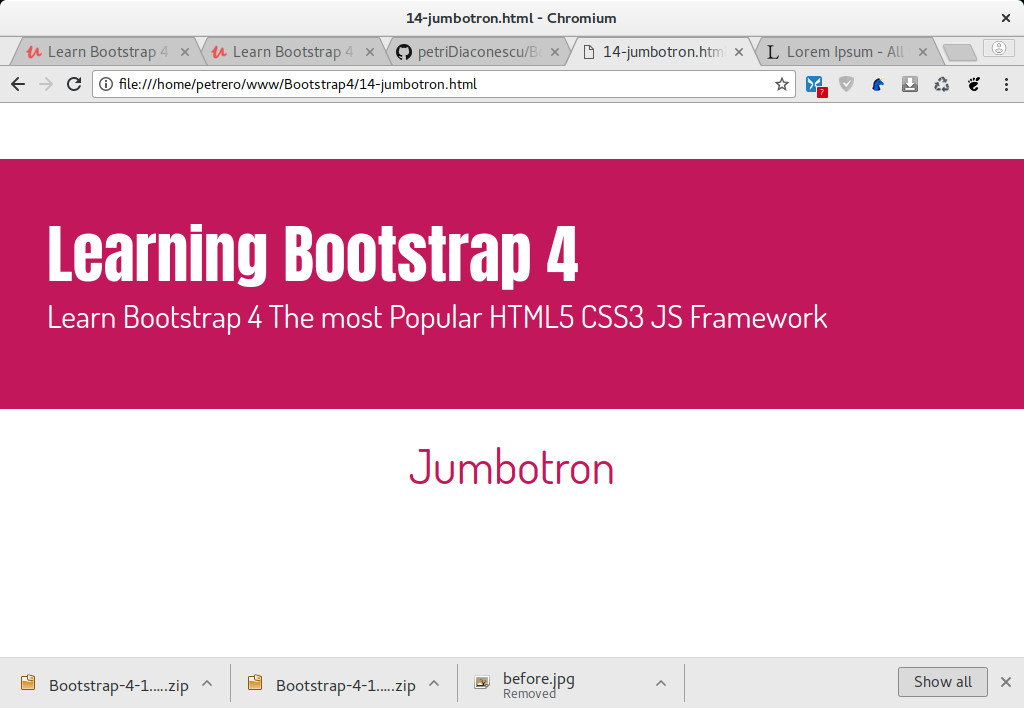 14-jumbotron.html - Chromium
Learn Bootstrap 4
Learn Bootstrap 4
petriDiaconescu/B
14-jumbotron.htm
Lorem Ipsum - All
file:///home/petrero/www/Bootstrap4/14-jumbotron.html
?
Learning Bootstrap 4
Learn Bootstrap 4 The most Popular HTML5 CSS3 JS Framework
Jumbotron
Bootstrap-4-1.....zip
Bootstrap-4-1.....zip
before.jpg
Removed
Show all